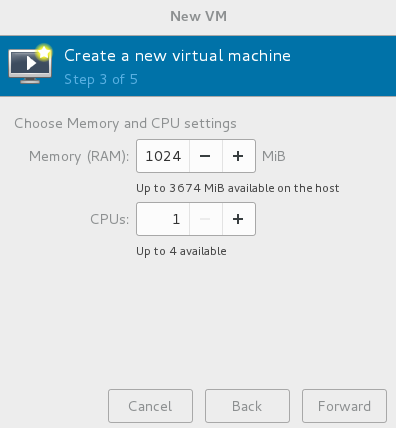 New VM
Create a new virtual machine
Step 3 of 5
Choose Memory and CPU settings
Memory (RAM): 1024 − + MiB
Up to 3674 MiB available on the host
CPUs: 1 − +
Up to 4 available
Cancel Back Forward